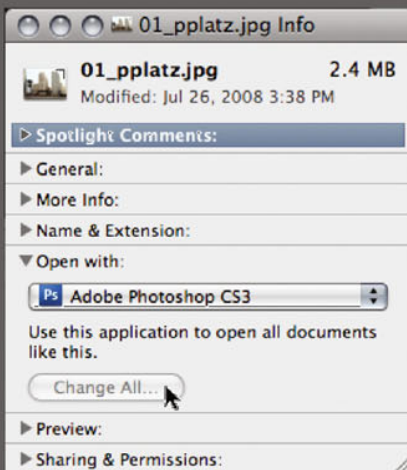 01_pplatz.jpg Info
01_pplatz.jpg 2.4 MB
Modified: Jul 26, 2008 3:38 PM
Spotlight Comments:
General:
More Info:
Name & Extension:
Open with:
Ps Adobe Photoshop CS3
Use this application to open all documents
like this.
Change All...
Preview:
Sharing & Permissions: